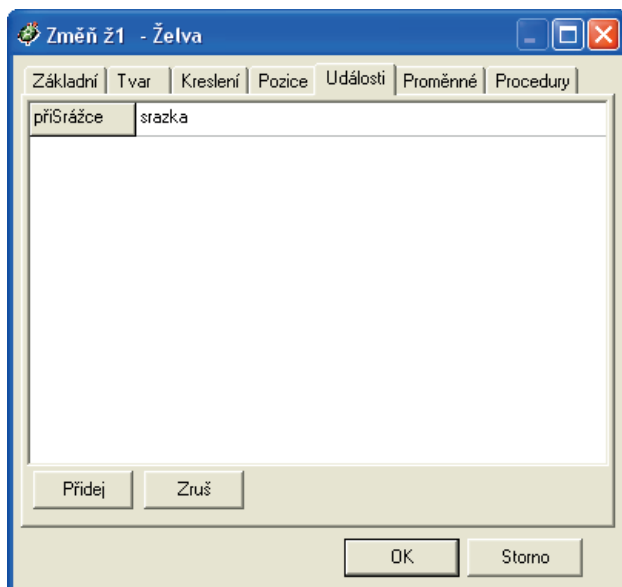 Změň ž1 - Želva
Základní Tvar Kreslení Pozice Události Proměnné Procedury
přiSrážce srazka
Přidej Zruš
OK Storno